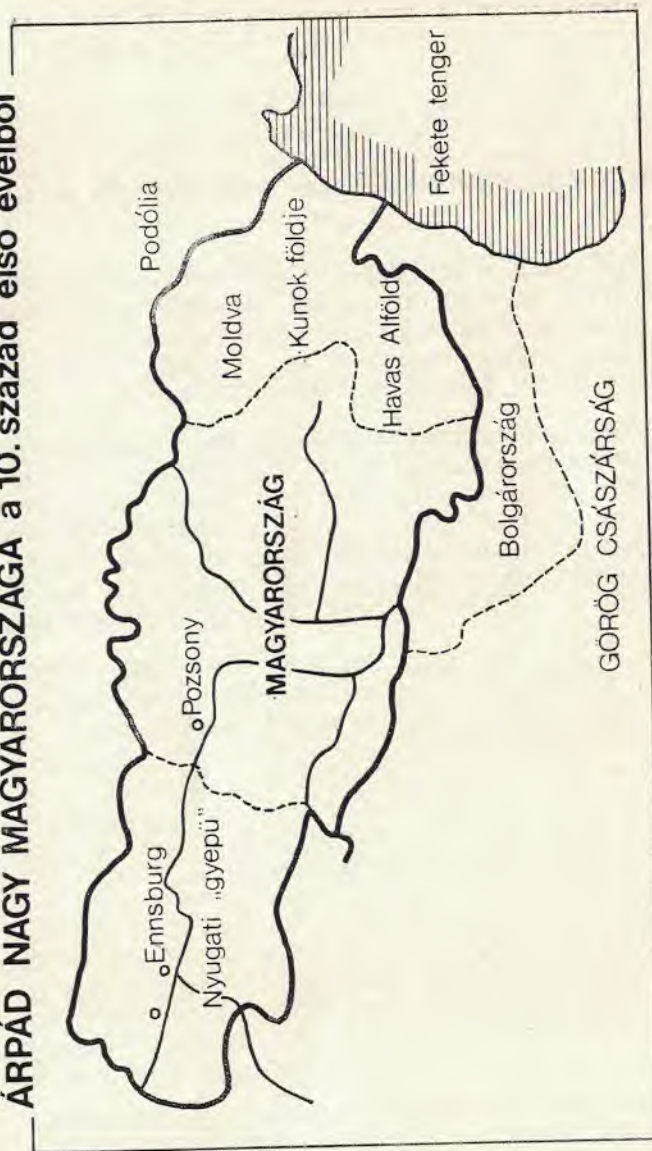 ÁRPÁD NAGY MAGYARORSZÁGA a 10. század első éveiből
Podólia
Moldva
Kunok földje
Fekete tenger
Havas Alföld
Pozsony
MAGYARORSZÁG
Ennsburg
Nyugati „gyepü”
Bolgárország
GÖRÖG CSÁSZÁRSÁG